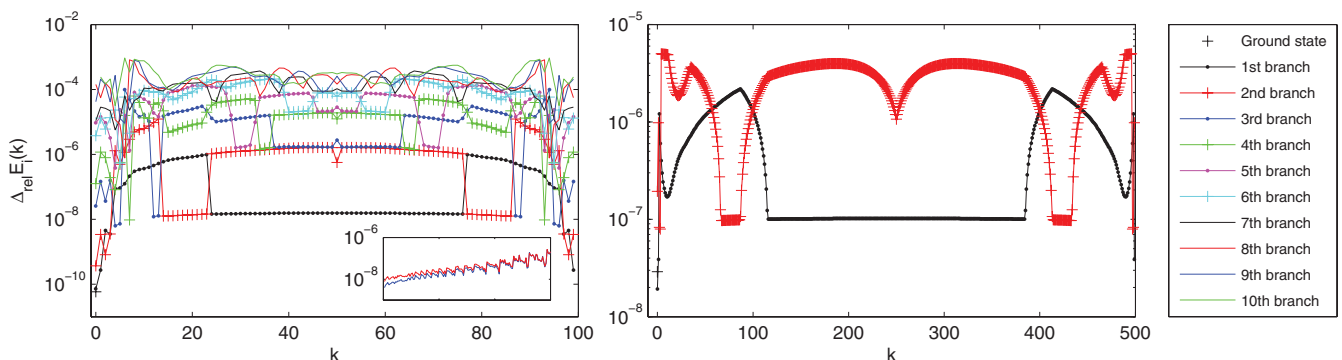 Δ_rel E_i(k)
10^−2
10^−4
10^−6
10^−8
10^−10
10^−6
10^−8
0
20
40
60
80
100
k
10^−5
10^−6
10^−7
10^−8
0
100
200
300
400
500
k
Ground state
1st branch
2nd branch
3rd branch
4th branch
5th branch
6th branch
7th branch
8th branch
9th branch
10th branch